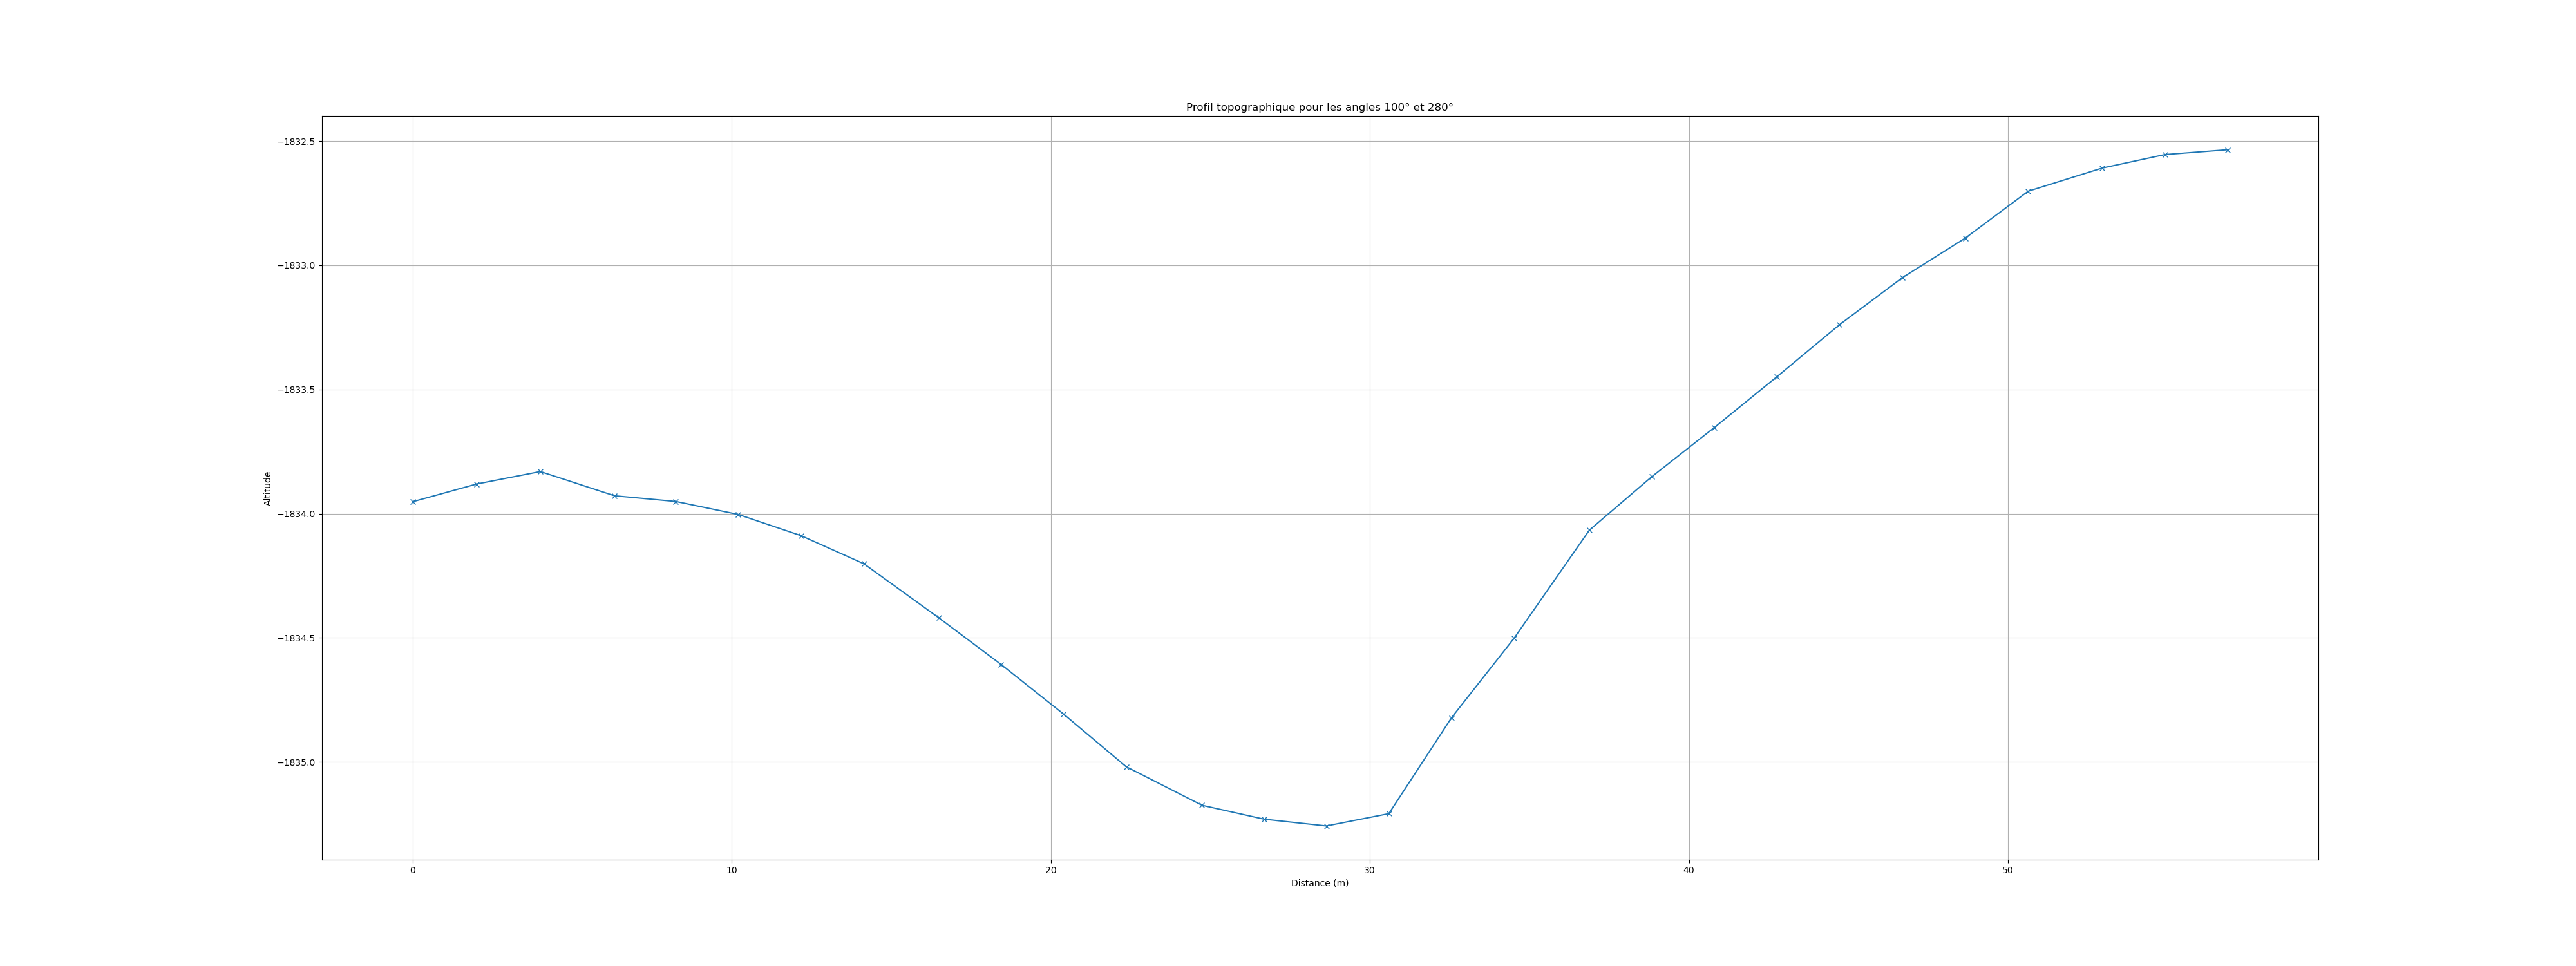 Profil topographique pour les angles 100° et 280°
−1832.5
−1833.0
−1833.5
−1834.0
−1834.5
−1835.0
Altitude
0 10 20 30 40 50
Distance (m)